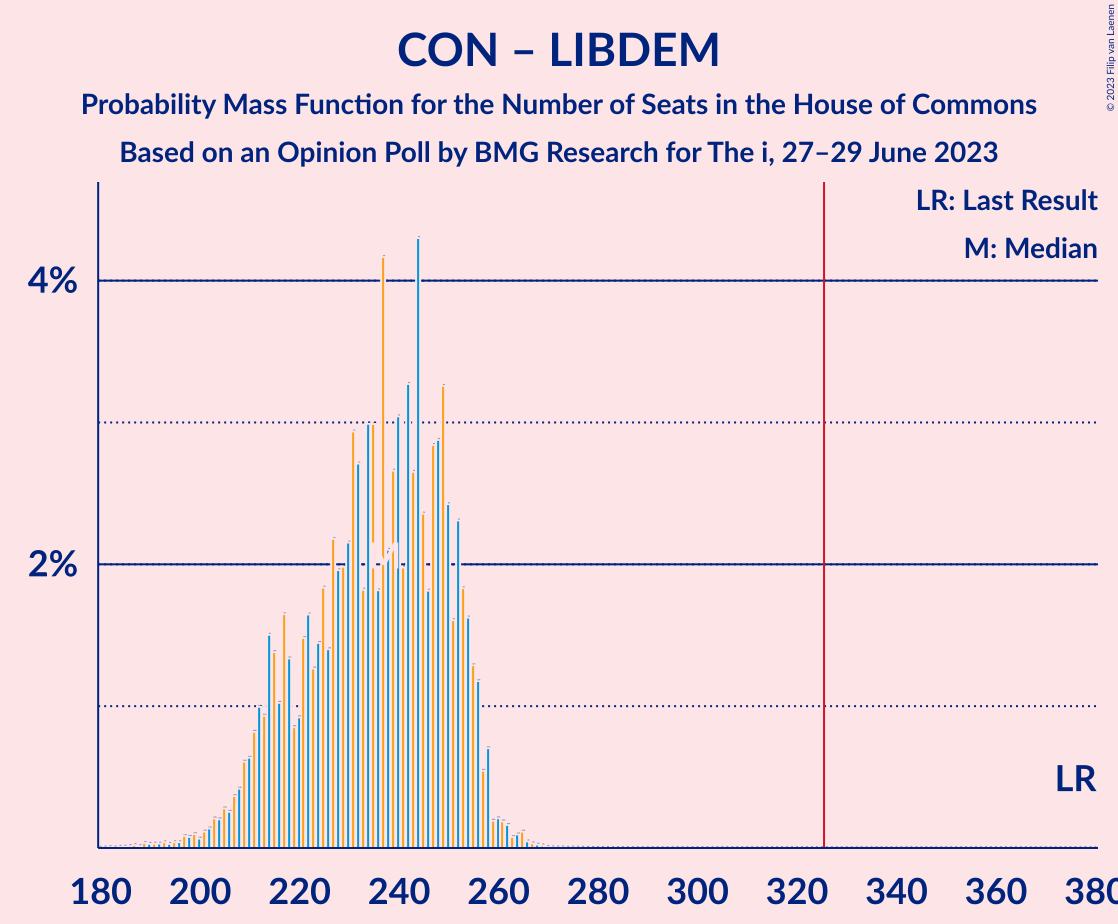 CON – LIBDEM
Probability Mass Function for the Number of Seats in the House of Commons
Based on an Opinion Poll by BMG Research for The i, 27–29 June 2023
© 2023 Filip van Laenen
LR: Last Result
M: Median
4%
2%
M
LR
180 200 220 240 260 280 300 320 340 360 380